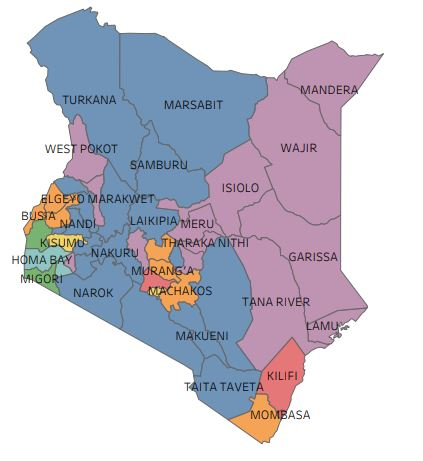 MANDERA
TURKANA
MARSABIT
WEST POKOT
WAJIR
SAMBURU
ISIOLO
ELGEYO MARAKWET
BUSIA
NANDI
LAIKIPIA
MERU
KISUMU
THARAKA NITHI
NAKURU
GARISSA
HOMA BAY
MURANG'A
MIGORI
NAROK
MACHAKOS
TANA RIVER
LAMU
MAKUENI
KILIFI
TAITA TAVETA
MOMBASA